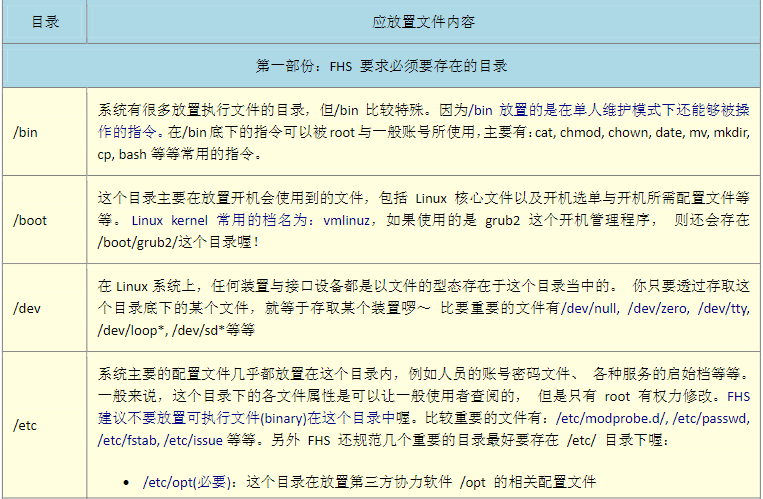 目录 应放置文件内容
第一部份：FHS 要求必须要存在的目录
/bin
系统有很多放置执行文件的目录，但/bin 比较特殊。因为/bin 放置的是在单人维护模式下还能够被操
作的指令。在/bin底下的指令可以被root与一般账号所使用，主要有：cat, chmod, chown, date, mv, mkdir,
cp, bash 等等常用的指令。
/boot
这个目录主要在放置开机会使用到的文件，包括 Linux 核心文件以及开机选单与开机所需配置文件等
等。 Linux kernel 常用的档名为：vmlinuz，如果使用的是 grub2 这个开机管理程序， 则还会存在
/boot/grub2/这个目录喔！
/dev
在Linux系统上，任何装置与接口设备都是以文件的型态存在于这个目录当中的。 你只要透过存取这
个目录底下的某个文件，就等于存取某个装置啰～ 比要重要的文件有/dev/null, /dev/zero, /dev/tty,
/dev/loop*, /dev/sd*等等
/etc
系统主要的配置文件几乎都放置在这个目录内，例如人员的账号密码文件、 各种服务的启始档等等。
一般来说，这个目录下的各文件属性是可以让一般使用者查阅的， 但是只有 root 有权力修改。FHS
建议不要放置可执行文件(binary)在这个目录中喔。比较重要的文件有：/etc/modprobe.d/, /etc/passwd,
/etc/fstab, /etc/issue 等等。另外 FHS 还规范几个重要的目录最好要存在 /etc/ 目录下喔：
• /etc/opt(必要)：这个目录在放置第三方协力软件 /opt 的相关配置文件